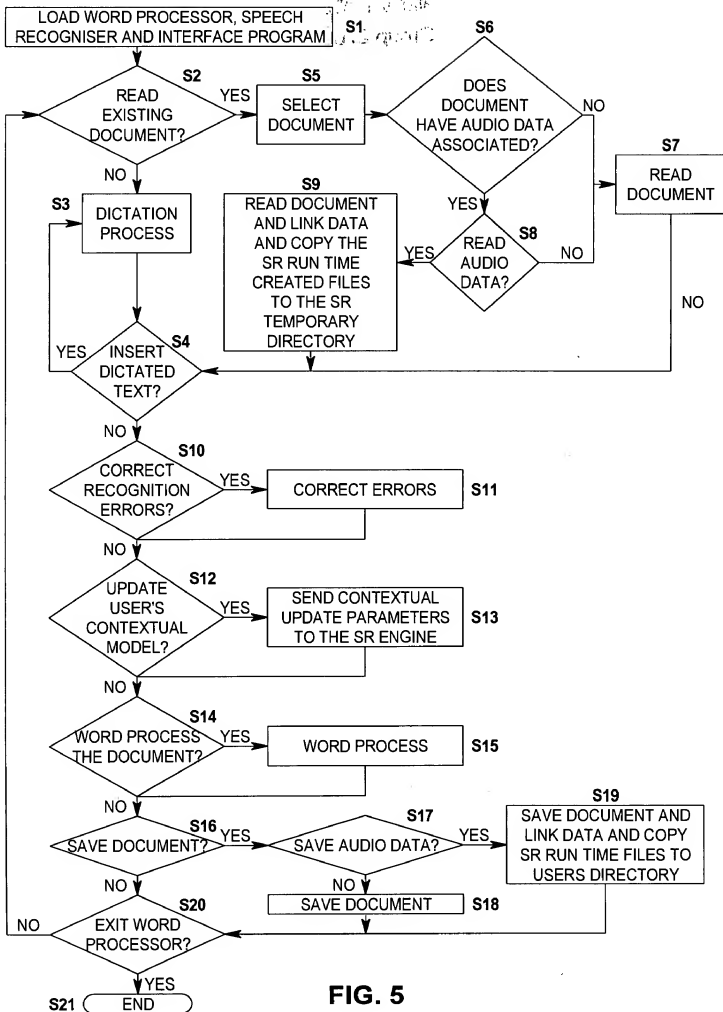 LOAD WORD PROCESSOR, SPEECH
RECOGNISER AND INTERFACE PROGRAM
S1
S2
READ
EXISTING
DOCUMENT?
YES
NO
S5
SELECT
DOCUMENT
S6
DOES
DOCUMENT
HAVE AUDIO DATA
ASSOCIATED?
NO
YES
S7
READ
DOCUMENT
NO
S3
DICTATION
PROCESS
S9
READ DOCUMENT
AND LINK DATA
AND COPY THE
SR RUN TIME
CREATED FILES
TO THE SR
TEMPORARY
DIRECTORY
S8
READ
AUDIO
DATA?
YES
NO
S4
INSERT
DICTATED
TEXT?
YES
NO
S10
CORRECT
RECOGNITION
ERRORS?
YES
NO
CORRECT ERRORS
S11
S12
UPDATE
USER'S
CONTEXTUAL
MODEL?
YES
NO
SEND CONTEXTUAL
UPDATE PARAMETERS
TO THE SR ENGINE
S13
S14
WORD PROCESS
THE DOCUMENT?
YES
NO
WORD PROCESS
S15
S16
SAVE DOCUMENT?
YES
NO
S17
SAVE AUDIO DATA?
YES
NO
S19
SAVE DOCUMENT AND
LINK DATA AND COPY
SR RUN TIME FILES TO
USERS DIRECTORY
SAVE DOCUMENT
S18
S20
EXIT WORD
PROCESSOR?
NO
YES
S21
END
FIG. 5